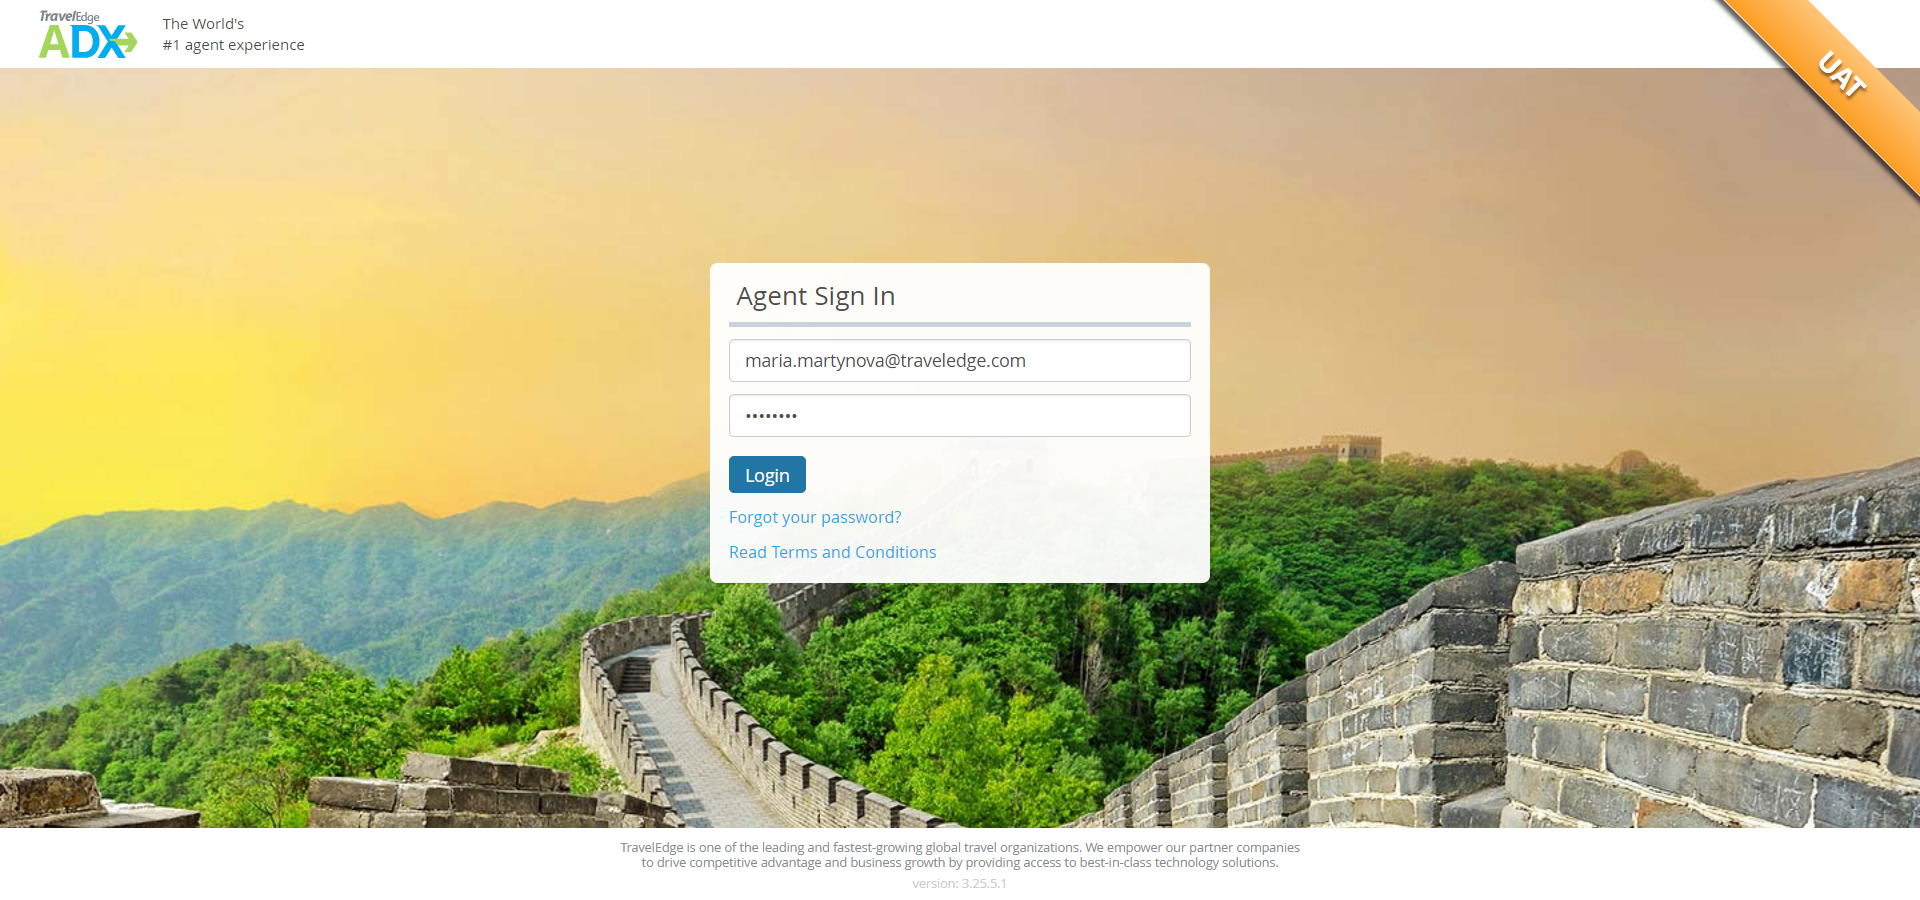 TravelEdge
ADX
The World's
#1 agent experience
UAT
Agent Sign In
maria.martynova@traveledge.com
••••••••
Login
Forgot your password?
Read Terms and Conditions
TravelEdge is one of the leading and fastest-growing global travel organizations. We empower our partner companies
to drive competitive advantage and business growth by providing access to best-in-class technology solutions.
version: 3.25.5.1